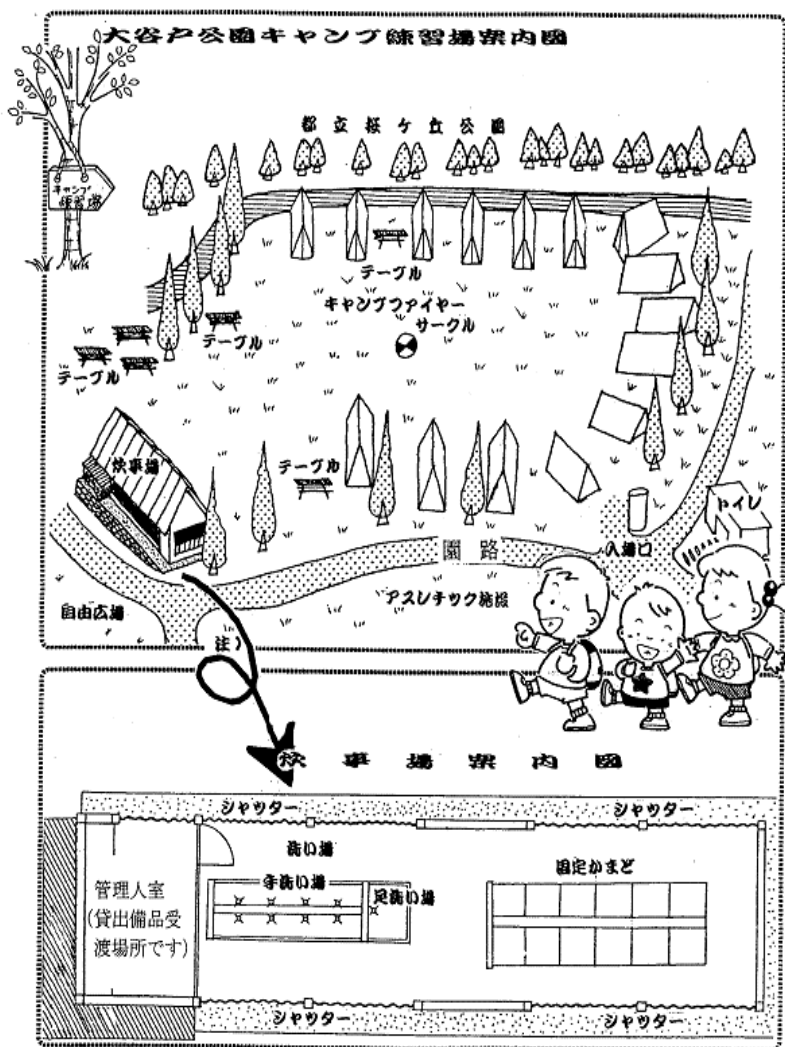 大谷戸公園キャンプ練習場案内図
都立桜ケ丘公園
キャンプ
練習場
テーブル
キャンプファイヤー
サークル
テーブル
テーブル
炊事場
テーブル
トイレ
入場口
園路
アスレチック施設
自由広場
注)
炊事場案内図
シャッター
シャッター
洗い場
手洗い場
足洗い場
固定かまど
管理人室
(貸出備品受
渡場所です)
シャッター
シャッター